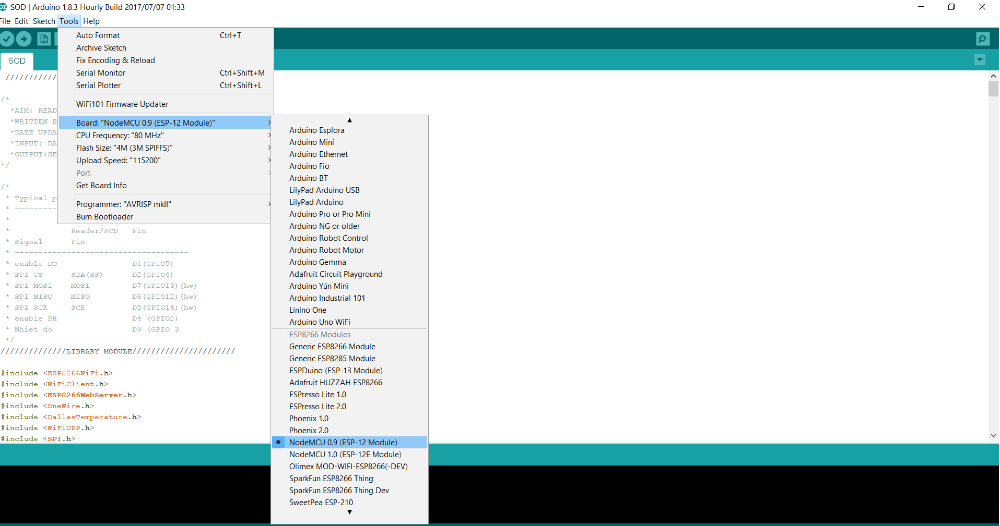 SOD | Arduino 1.8.3 Hourly Build 2017/07/07 01:33
File Edit Sketch Tools Help
SOD
Auto Format Ctrl+T
Archive Sketch
Fix Encoding & Reload
Serial Monitor Ctrl+Shift+M
Serial Plotter Ctrl+Shift+L
WiFi101 Firmware Updater
Board: "NodeMCU 0.9 (ESP-12 Module)"
CPU Frequency: "80 MHz"
Flash Size: "4M (3M SPIFFS)"
Upload Speed: "115200"
Port
Get Board Info
Programmer: "AVRISP mkII"
Burn Bootloader
Arduino Esplora
Arduino Mini
Arduino Ethernet
Arduino Fio
Arduino BT
LilyPad Arduino USB
LilyPad Arduino
Arduino Pro or Pro Mini
Arduino NG or older
Arduino Robot Control
Arduino Robot Motor
Arduino Gemma
Adafruit Circuit Playground
Arduino Yún Mini
Arduino Industrial 101
Linino One
Arduino Uno WiFi
ESP8266 Modules
Generic ESP8266 Module
Generic ESP8285 Module
ESPDuino (ESP-13 Module)
Adafruit HUZZAH ESP8266
ESPresso Lite 1.0
ESPresso Lite 2.0
Phoenix 1.0
Phoenix 2.0
NodeMCU 0.9 (ESP-12 Module)
NodeMCU 1.0 (ESP-12E Module)
Olimex MOD-WIFI-ESP8266(-DEV)
SparkFun ESP8266 Thing
SparkFun ESP8266 Thing Dev
SweetPea ESP-210
///////////
/*
*AIM: READ
*WRITTEN B
*DATE UPDA
*INPUT: DA
*OUTPUT:SE
*/
/*
* Typical p
* ---------
*
* Reader/PCD Pin
* Signal Pin
* -------------------------------------
* enable DO D1(GPIO5)
* SPI CS SDA(SS) D2(GPIO4)
* SPI MOSI MOSI D7(GPIO13)(hw)
* SPI MISO MISO D6(GPIO12)(hw)
* SPI SCK SCK D5(GPIO14)(hw)
* enable PH D4 (GPIO2)
* Nhiet do D9 (GPIO 3
*/
//////////////LIBRARY MODULE//////////////////////
#include <ESP8266WiFi.h>
#include <WiFiClient.h>
#include <ESP8266WebServer.h>
#include <OneWire.h>
#include <DallasTemperature.h>
#include <WiFiUDP.h>
#include <SPI.h>